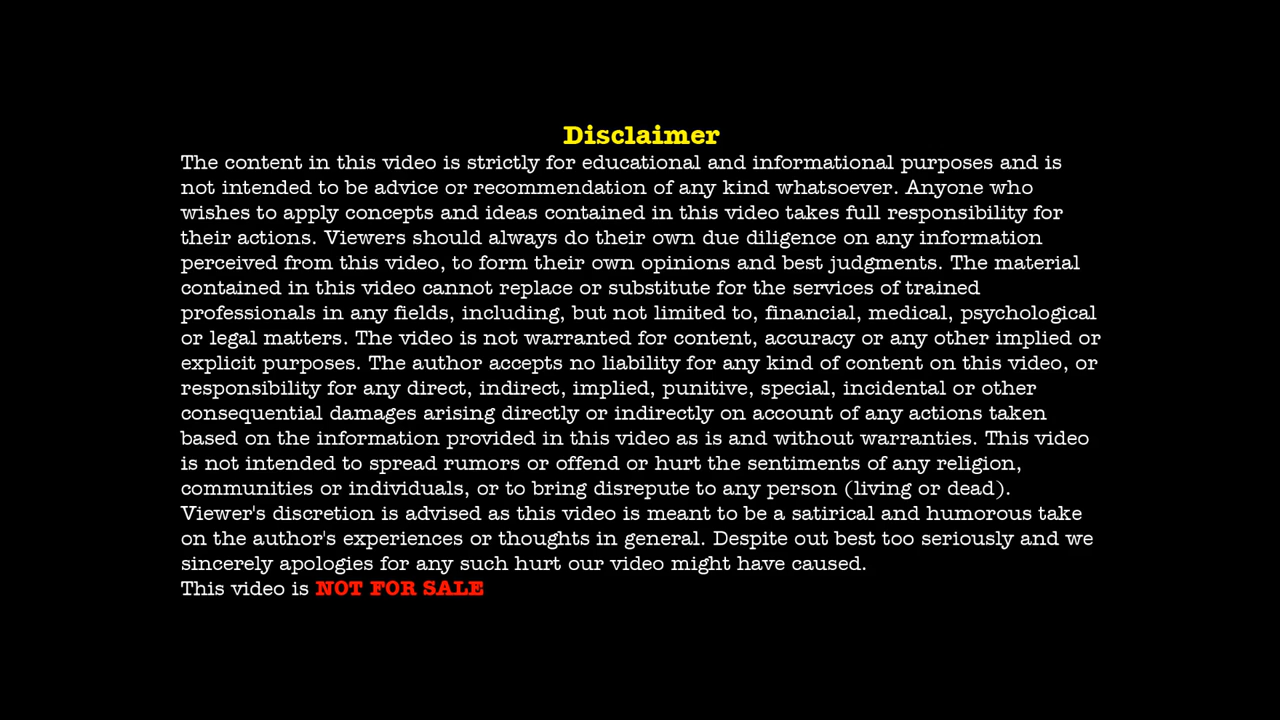 Disclaimer
The content in this video is strictly for educational and informational purposes and is
not intended to be advice or recommendation of any kind whatsoever. Anyone who
wishes to apply concepts and ideas contained in this video takes full responsibility for
their actions. Viewers should always do their own due diligence on any information
perceived from this video, to form their own opinions and best judgments. The material
contained in this video cannot replace or substitute for the services of trained
professionals in any fields, including, but not limited to, financial, medical, psychological
or legal matters. The video is not warranted for content, accuracy or any other implied or
explicit purposes. The author accepts no liability for any kind of content on this video, or
responsibility for any direct, indirect, implied, punitive, special, incidental or other
consequential damages arising directly or indirectly on account of any actions taken
based on the information provided in this video as is and without warranties. This video
is not intended to spread rumors or offend or hurt the sentiments of any religion,
communities or individuals, or to bring disrepute to any person (living or dead).
Viewer's discretion is advised as this video is meant to be a satirical and humorous take
on the author's experiences or thoughts in general. Despite out best too seriously and we
sincerely apologies for any such hurt our video might have caused.
This video is NOT FOR SALE